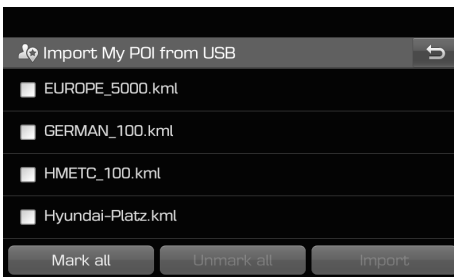 Import My POI from USB
EUROPE_5000.kml
GERMAN_100.kml
HMETC_100.kml
Hyundai-Platz.kml
Mark all
Unmark all
Import